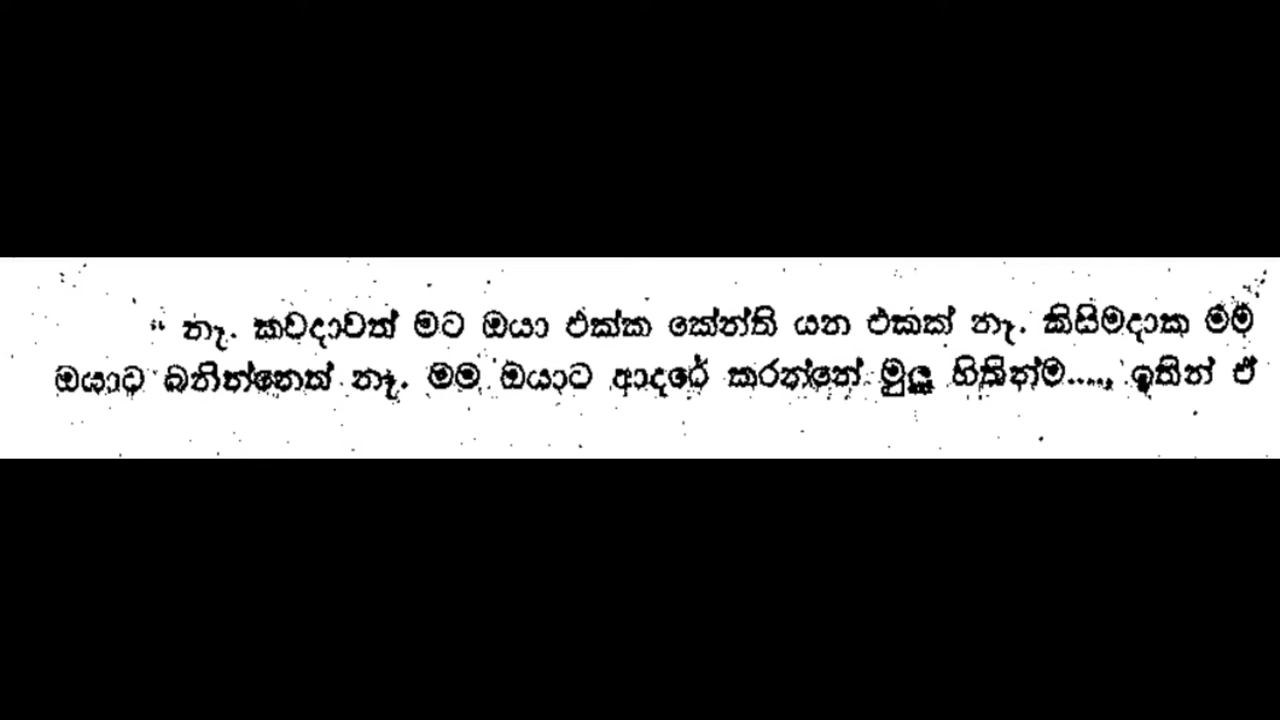 " නෑ. කවදාවත් මට ඔයා එක්ක කේන්ති යන එකක් නෑ. කිසිමදාක මම
ඔයාට බනින්නෙත් නෑ. මම ඔයාට ආදරේ කරන්නේ මුලු හිතින්ම...., ඉතින් ඒ